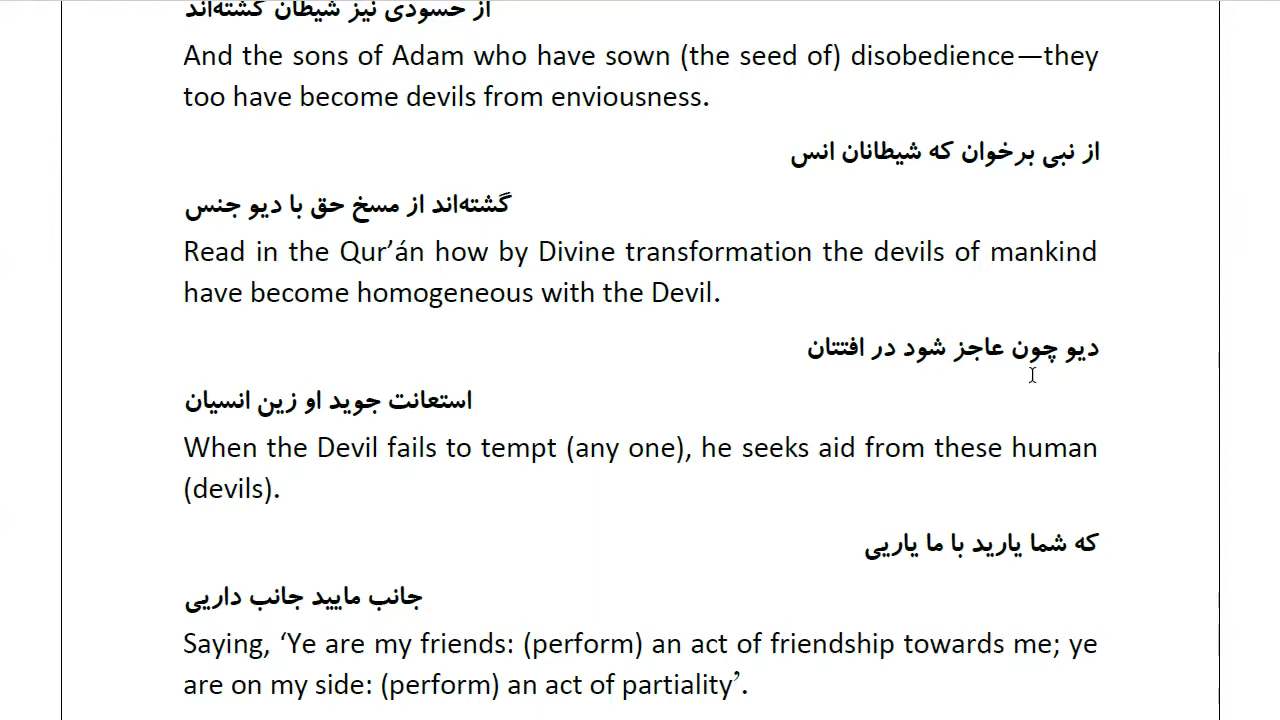 از حسودی نیز شیطان گشته‌اند
And the sons of Adam who have sown (the seed of) disobedience—they
too have become devils from enviousness.
از نبی برخوان که شیطانان انس
گشته‌اند از مسخ حق با دیو جنس
Read in the Qur’án how by Divine transformation the devils of mankind
have become homogeneous with the Devil.
دیو چون عاجز شود در افتتان
استعانت جوید او زین انسیان
When the Devil fails to tempt (any one), he seeks aid from these human
(devils).
که شما یارید با ما یاریی
جانب مایید جانب داریی
Saying, ‘Ye are my friends: (perform) an act of friendship towards me; ye
are on my side: (perform) an act of partiality’.